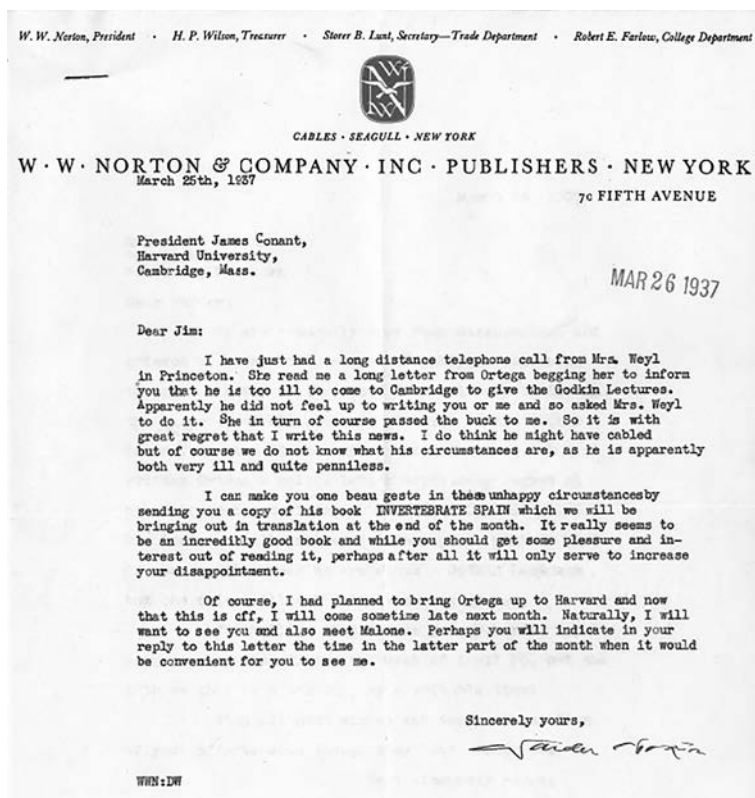 W. W. Norton, President · H. P. Wilson, Treasurer · Storer B. Lunt, Secretary—Trade Department · Robert E. Farlow, College Department
CABLES · SEAGULL · NEW YORK
W · W · NORTON & COMPANY · INC · PUBLISHERS · NEW YORK
March 25th, 1937
70 FIFTH AVENUE
President James Conant,
Harvard University,
Cambridge, Mass.
MAR 26 1937
Dear Jim:
I have just had a long distance telephone call from Mrs. Weyl
in Princeton. She read me a long letter from Ortega begging her to inform
you that he is too ill to come to Cambridge to give the Godkin Lectures.
Apparently he did not feel up to writing you or me and so asked Mrs. Weyl
to do it. She in turn of course passed the buck to me. So it is with
great regret that I write this news. I do think he might have cabled
but of course we do not know what his circumstances are, as he is apparently
both very ill and quite penniless.
I can make you one beau geste in these unhappy circumstancesby
sending you a copy of his book INVERTEBRATE SPAIN which we will be
bringing out in translation at the end of the month. It really seems to
be an incredibly good book and while you should get some pleasure and in-
terest out of reading it, perhaps after all it will only serve to increase
your disappointment.
Of course, I had planned to bring Ortega up to Harvard and now
that this is off, I will come sometime late next month. Naturally, I will
want to see you and also meet Malone. Perhaps you will indicate in your
reply to this letter the time in the latter part of the month when it would
be convenient for you to see me.
Sincerely yours,
WWN:DW